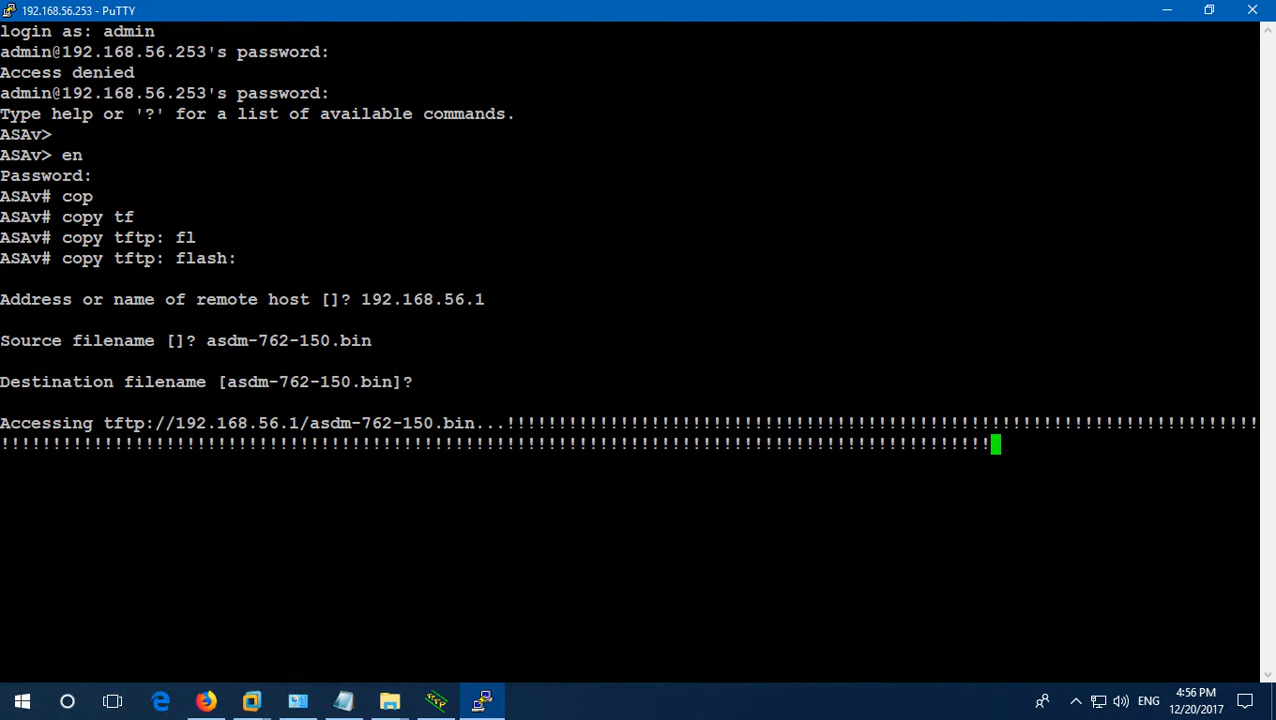 192.168.56.253 - PuTTY
login as: admin
admin@192.168.56.253's password:
Access denied
admin@192.168.56.253's password:
Type help or '?' for a list of available commands.
ASAv>
ASAv> en
Password:
ASAv# cop
ASAv# copy tf
ASAv# copy tftp: fl
ASAv# copy tftp: flash:
Address or name of remote host []? 192.168.56.1
Source filename []? asdm-762-150.bin
Destination filename [asdm-762-150.bin]?
Accessing tftp://192.168.56.1/asdm-762-150.bin...!!!!!!!!!!!!!!!!!!!!!!!!!!!!!!!!!!!!!!!!!!!!!!!!!!!!!!!!!!!!!!!!!!!!!!!!!
!!!!!!!!!!!!!!!!!!!!!!!!!!!!!!!!!!!!!!!!!!!!!!!!!!!!!!!!!!!!!!!!!!!!!!!!!!!!!!!!!!!!!!!!!!!!!!!!
ENG
4:56 PM
12/20/2017